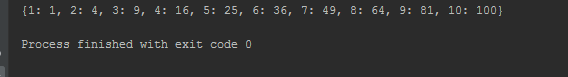 {1: 1, 2: 4, 3: 9, 4: 16, 5: 25, 6: 36, 7: 49, 8: 64, 9: 81, 10: 100}
Process finished with exit code 0